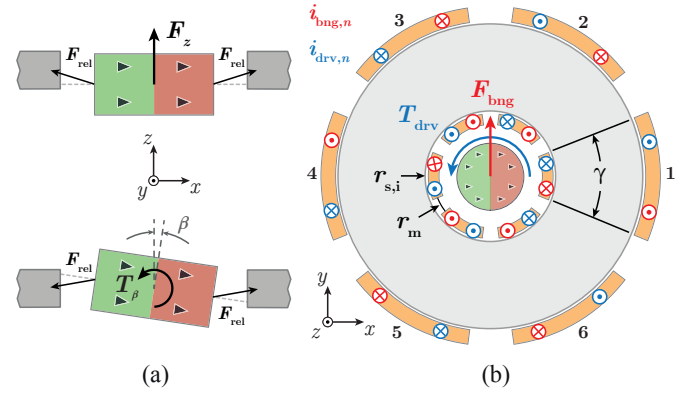 F_z
F_rel
F_rel
z
y
x
β
F_rel
T_β
F_rel
(a)
i_bng,n
i_drv,n
3
2
F_bng
T_drv
4
r_s,i
γ
1
r_m
y
z
x
5
6
(b)